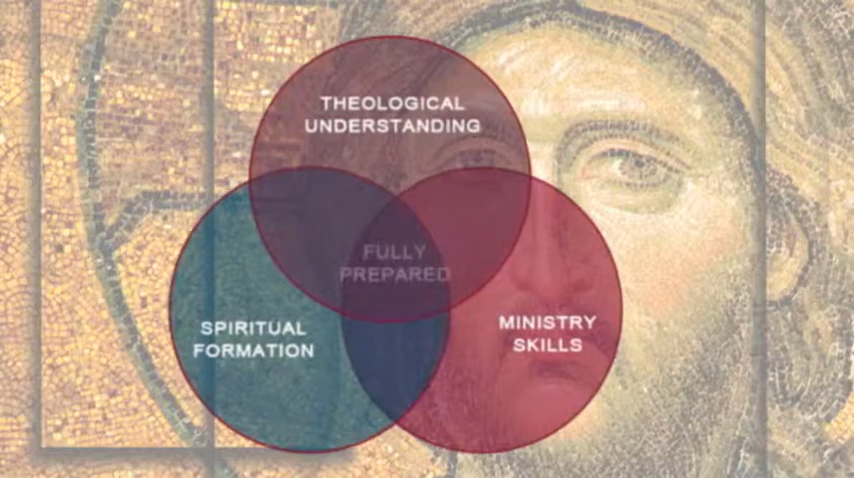 THEOLOGICAL
UNDERSTANDING
FULLY
PREPARED
SPIRITUAL
FORMATION
MINISTRY
SKILLS